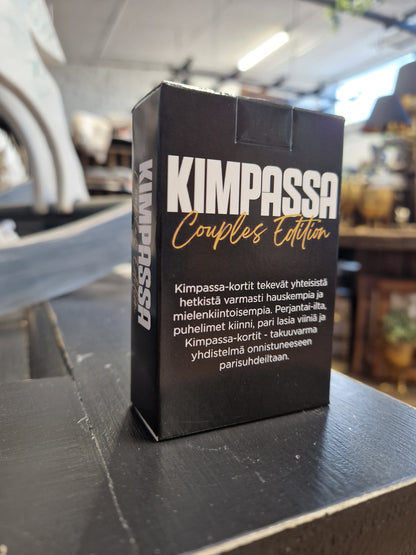 KIMPASSA
KIMPASSA
Couples Edition
Kimpassa-kortit tekevät yhteisistä
hetkistä varmasti hauskempia ja
mielenkiintoisempia. Perjantai-ilta,
puhelimet kiinni, pari lasia viiniä ja
Kimpassa-kortit - takuuvarma
yhdistelmä onnistuneeseen
parisuhdeiltaan.